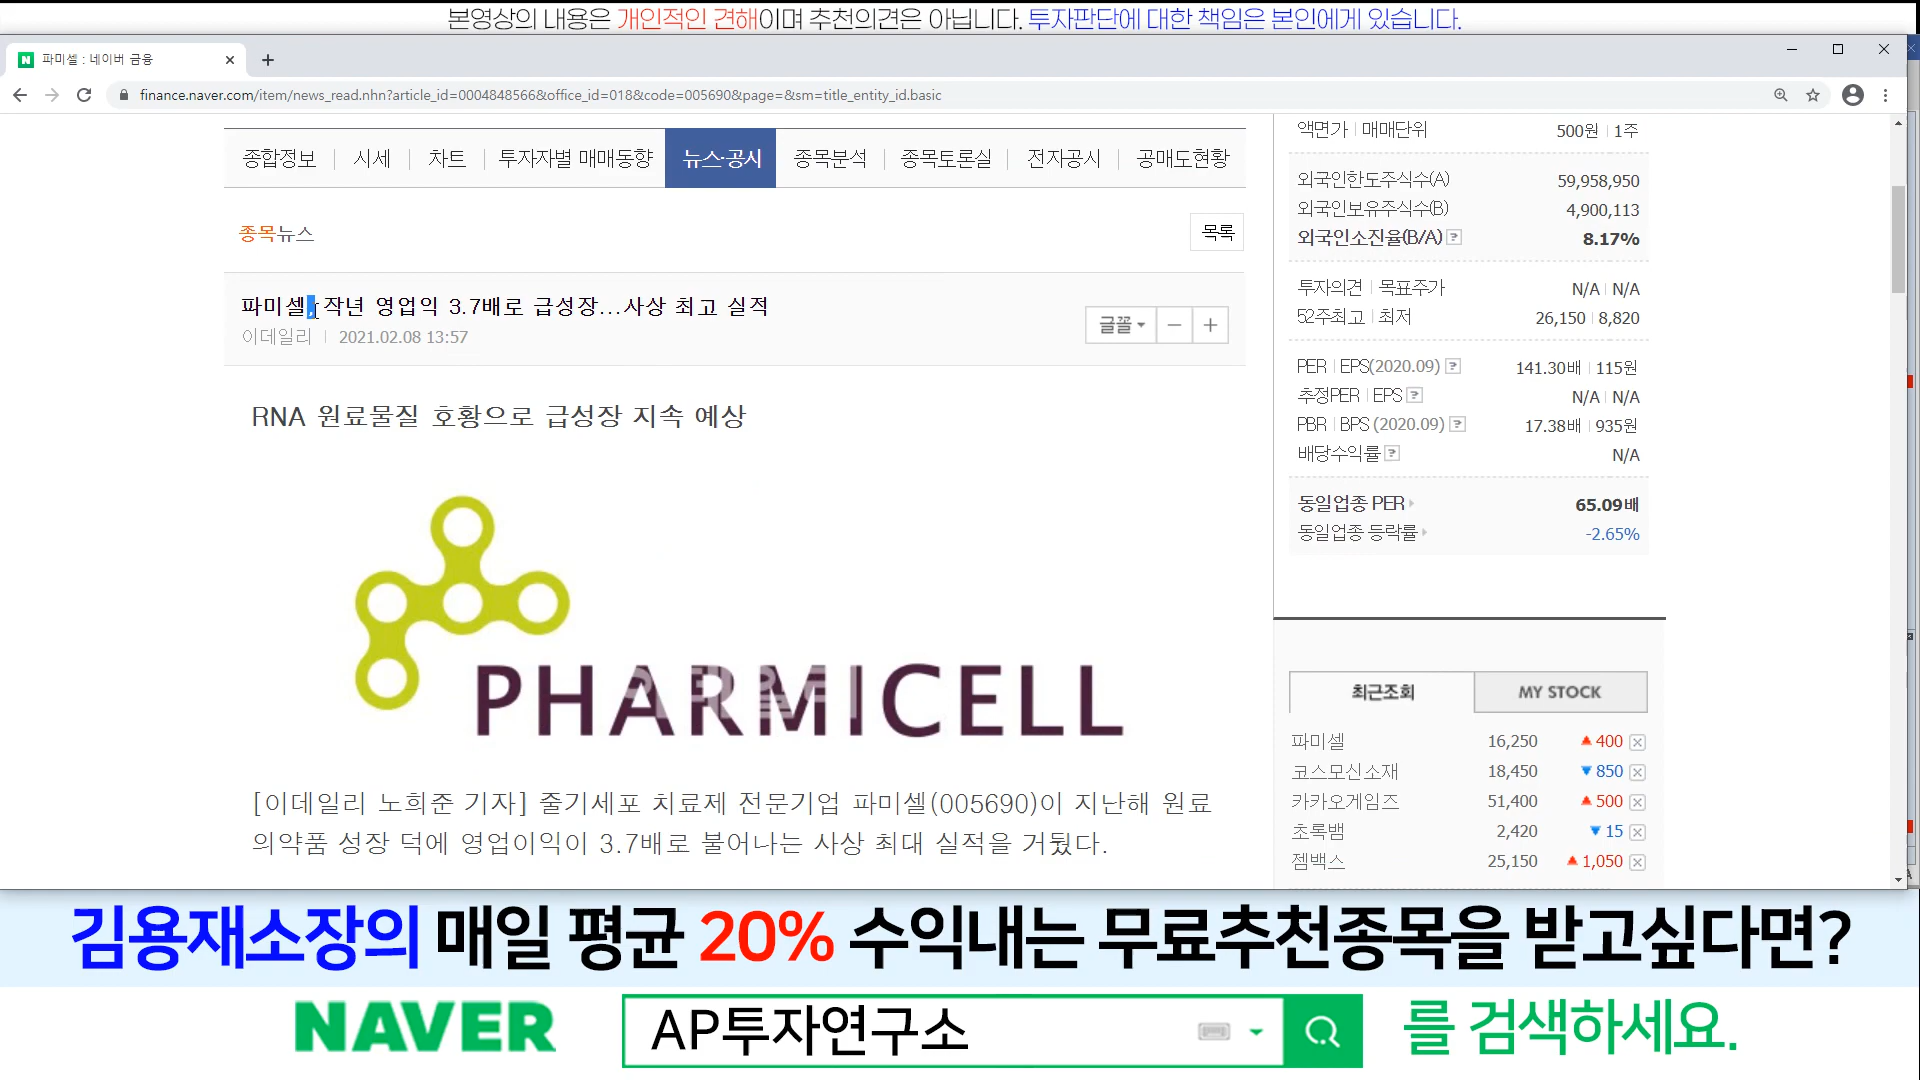 본영상의 내용은 개인적인 견해이며 추천의견은 아닙니다. 투자판단에 대한 책임은 본인에게 있습니다.
파미셀 : 네이버 금융
finance.naver.com/item/news_read.nhn?article_id=0004848566&office_id=018&code=005690&page=&sm=title_entity_id.basic
종합정보 시세 차트 투자자별 매매동향 뉴스·공시 종목분석 종목토론실 전자공시 공매도현황
종목뉴스
목록
파미셀, 작년 영업익 3.7배로 급성장...사상 최고 실적
이데일리 2021.02.08 13:57
글꼴
RNA 원료물질 호황으로 급성장 지속 예상
PHARMICELL
[이데일리 노희준 기자] 줄기세포 치료제 전문기업 파미셀(005690)이 지난해 원료
의약품 성장 덕에 영업이익이 3.7배로 불어나는 사상 최대 실적을 거뒀다.
액면가 매매단위 500원 1주
외국인한도주식수(A) 59,958,950
외국인보유주식수(B) 4,900,113
외국인소진율(B/A) 8.17%
투자의견 목표주가 N/A N/A
52주최고 최저 26,150 8,820
PER EPS(2020.09) 141.30배 115원
추정PER EPS N/A N/A
PBR BPS (2020.09) 17.38배 935원
배당수익률 N/A
동일업종 PER 65.09배
동일업종 등락률 -2.65%
최근조회 MY STOCK
파미셀 16,250 ▲ 400
코스모신소재 18,450 ▼ 850
카카오게임즈 51,400 ▲ 500
초록뱀 2,420 ▼ 15
젬백스 25,150 ▲ 1,050
김용재소장의 매일 평균 20% 수익내는 무료추천종목을 받고싶다면?
NAVER AP투자연구소 를 검색하세요.